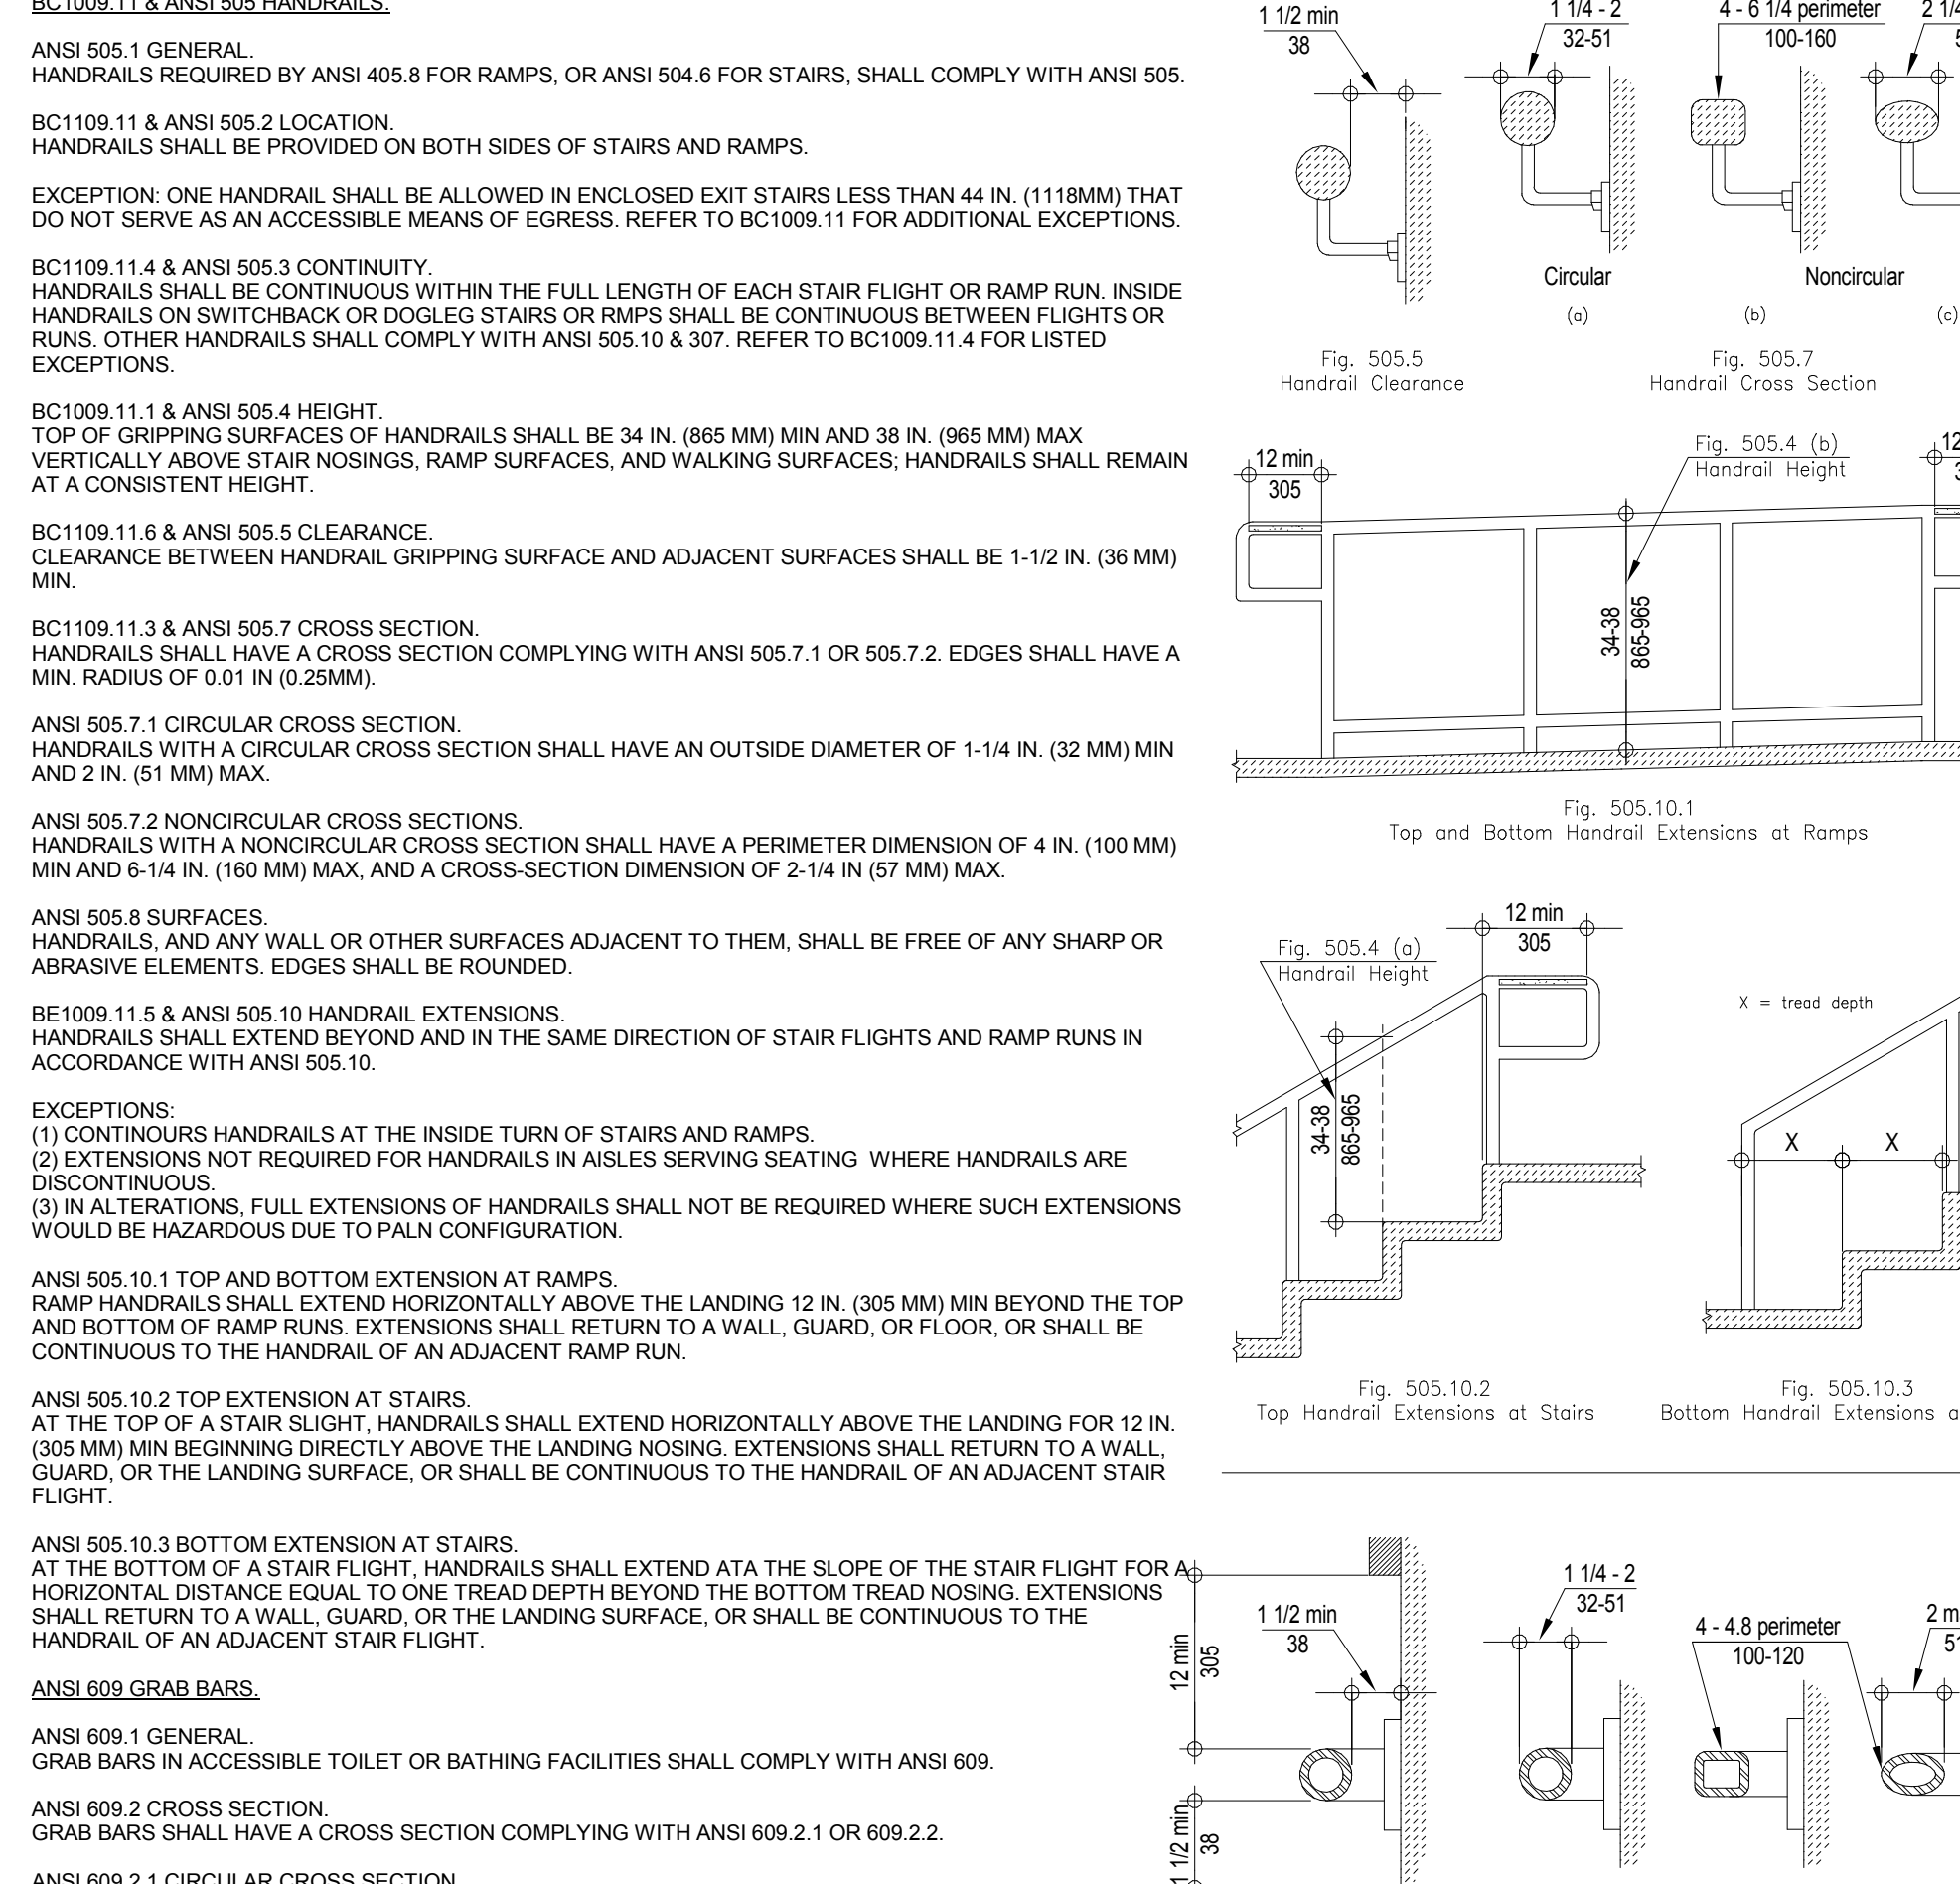 BC1009.11 & ANSI 505 HANDRAILS.
ANSI 505.1 GENERAL.
HANDRAILS REQUIRED BY ANSI 405.8 FOR RAMPS, OR ANSI 504.6 FOR STAIRS, SHALL COMPLY WITH ANSI 505.
BC1109.11 & ANSI 505.2 LOCATION.
HANDRAILS SHALL BE PROVIDED ON BOTH SIDES OF STAIRS AND RAMPS.
EXCEPTION: ONE HANDRAIL SHALL BE ALLOWED IN ENCLOSED EXIT STAIRS LESS THAN 44 IN. (1118MM) THAT
DO NOT SERVE AS AN ACCESSIBLE MEANS OF EGRESS. REFER TO BC1009.11 FOR ADDITIONAL EXCEPTIONS.
BC1109.11.4 & ANSI 505.3 CONTINUITY.
HANDRAILS SHALL BE CONTINUOUS WITHIN THE FULL LENGTH OF EACH STAIR FLIGHT OR RAMP RUN. INSIDE
HANDRAILS ON SWITCHBACK OR DOGLEG STAIRS OR RMPS SHALL BE CONTINUOUS BETWEEN FLIGHTS OR
RUNS. OTHER HANDRAILS SHALL COMPLY WITH ANSI 505.10 & 307. REFER TO BC1009.11.4 FOR LISTED
EXCEPTIONS.
BC1009.11.1 & ANSI 505.4 HEIGHT.
TOP OF GRIPPING SURFACES OF HANDRAILS SHALL BE 34 IN. (865 MM) MIN AND 38 IN. (965 MM) MAX
VERTICALLY ABOVE STAIR NOSINGS, RAMP SURFACES, AND WALKING SURFACES; HANDRAILS SHALL REMAIN
AT A CONSISTENT HEIGHT.
BC1109.11.6 & ANSI 505.5 CLEARANCE.
CLEARANCE BETWEEN HANDRAIL GRIPPING SURFACE AND ADJACENT SURFACES SHALL BE 1-1/2 IN. (36 MM)
MIN.
BC1109.11.3 & ANSI 505.7 CROSS SECTION.
HANDRAILS SHALL HAVE A CROSS SECTION COMPLYING WITH ANSI 505.7.1 OR 505.7.2. EDGES SHALL HAVE A
MIN. RADIUS OF 0.01 IN (0.25MM).
ANSI 505.7.1 CIRCULAR CROSS SECTION.
HANDRAILS WITH A CIRCULAR CROSS SECTION SHALL HAVE AN OUTSIDE DIAMETER OF 1-1/4 IN. (32 MM) MIN
AND 2 IN. (51 MM) MAX.
ANSI 505.7.2 NONCIRCULAR CROSS SECTIONS.
HANDRAILS WITH A NONCIRCULAR CROSS SECTION SHALL HAVE A PERIMETER DIMENSION OF 4 IN. (100 MM)
MIN AND 6-1/4 IN. (160 MM) MAX, AND A CROSS-SECTION DIMENSION OF 2-1/4 IN (57 MM) MAX.
ANSI 505.8 SURFACES.
HANDRAILS, AND ANY WALL OR OTHER SURFACES ADJACENT TO THEM, SHALL BE FREE OF ANY SHARP OR
ABRASIVE ELEMENTS. EDGES SHALL BE ROUNDED.
BE1009.11.5 & ANSI 505.10 HANDRAIL EXTENSIONS.
HANDRAILS SHALL EXTEND BEYOND AND IN THE SAME DIRECTION OF STAIR FLIGHTS AND RAMP RUNS IN
ACCORDANCE WITH ANSI 505.10.
EXCEPTIONS:
(1) CONTINOURS HANDRAILS AT THE INSIDE TURN OF STAIRS AND RAMPS.
(2) EXTENSIONS NOT REQUIRED FOR HANDRAILS IN AISLES SERVING SEATING WHERE HANDRAILS ARE
DISCONTINUOUS.
(3) IN ALTERATIONS, FULL EXTENSIONS OF HANDRAILS SHALL NOT BE REQUIRED WHERE SUCH EXTENSIONS
WOULD BE HAZARDOUS DUE TO PALN CONFIGURATION.
ANSI 505.10.1 TOP AND BOTTOM EXTENSION AT RAMPS.
RAMP HANDRAILS SHALL EXTEND HORIZONTALLY ABOVE THE LANDING 12 IN. (305 MM) MIN BEYOND THE TOP
AND BOTTOM OF RAMP RUNS. EXTENSIONS SHALL RETURN TO A WALL, GUARD, OR FLOOR, OR SHALL BE
CONTINUOUS TO THE HANDRAIL OF AN ADJACENT RAMP RUN.
ANSI 505.10.2 TOP EXTENSION AT STAIRS.
AT THE TOP OF A STAIR SLIGHT, HANDRAILS SHALL EXTEND HORIZONTALLY ABOVE THE LANDING FOR 12 IN.
(305 MM) MIN BEGINNING DIRECTLY ABOVE THE LANDING NOSING. EXTENSIONS SHALL RETURN TO A WALL,
GUARD, OR THE LANDING SURFACE, OR SHALL BE CONTINUOUS TO THE HANDRAIL OF AN ADJACENT STAIR
FLIGHT.
ANSI 505.10.3 BOTTOM EXTENSION AT STAIRS.
AT THE BOTTOM OF A STAIR FLIGHT, HANDRAILS SHALL EXTEND ATA THE SLOPE OF THE STAIR FLIGHT FOR A
HORIZONTAL DISTANCE EQUAL TO ONE TREAD DEPTH BEYOND THE BOTTOM TREAD NOSING. EXTENSIONS
SHALL RETURN TO A WALL, GUARD, OR THE LANDING SURFACE, OR SHALL BE CONTINUOUS TO THE
HANDRAIL OF AN ADJACENT STAIR FLIGHT.
ANSI 609 GRAB BARS.
ANSI 609.1 GENERAL.
GRAB BARS IN ACCESSIBLE TOILET OR BATHING FACILITIES SHALL COMPLY WITH ANSI 609.
ANSI 609.2 CROSS SECTION.
GRAB BARS SHALL HAVE A CROSS SECTION COMPLYING WITH ANSI 609.2.1 OR 609.2.2.
ANSI 609.2.1 CIRCULAR CROSS SECTION.
1 1/2 min
38
1 1/4 - 2
32-51
4 - 6 1/4 perimeter
100-160
2 1/4
Circular
Noncircular
(a)
(b)
(c)
Fig. 505.5
Handrail Clearance
Fig. 505.7
Handrail Cross Section
12 min
305
Fig. 505.4 (b)
Handrail Height
12
34-38
865-965
Fig. 505.10.1
Top and Bottom Handrail Extensions at Ramps
12 min
305
Fig. 505.4 (a)
Handrail Height
34-38
865-965
X = tread depth
X
X
Fig. 505.10.2
Top Handrail Extensions at Stairs
Fig. 505.10.3
Bottom Handrail Extensions
12 min
305
1 1/2 min
38
1 1/4 - 2
32-51
4 - 4.8 perimeter
100-120
2
1 1/2 min
38